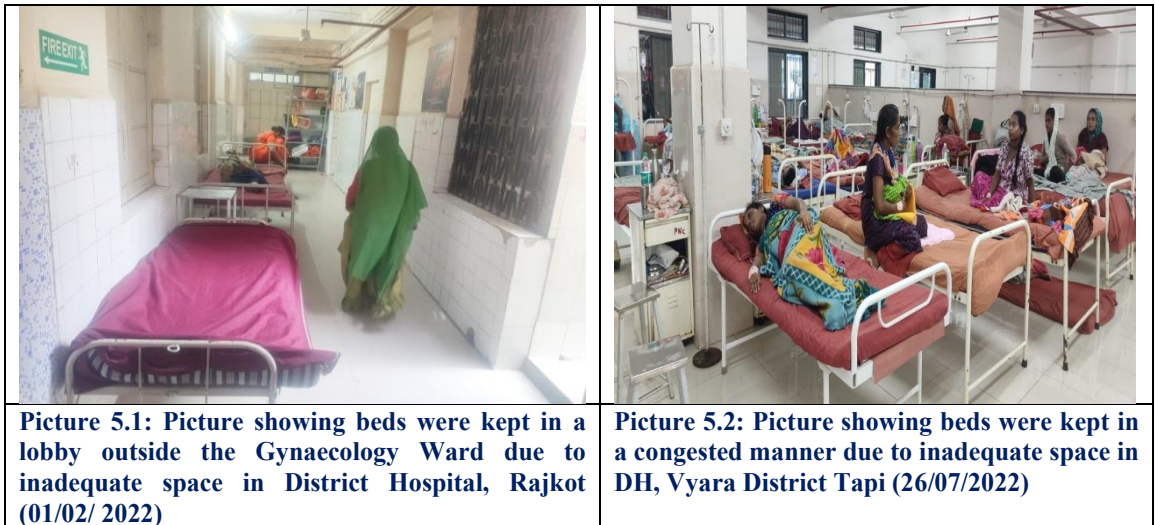 FIRE EXIT
PNC
Picture 5.1: Picture showing beds were kept in a
lobby outside the Gynaecology Ward due to
inadequate space in District Hospital, Rajkot
(01/02/ 2022)
Picture 5.2: Picture showing beds were kept in
a congested manner due to inadequate space in
DH, Vyara District Tapi (26/07/2022)